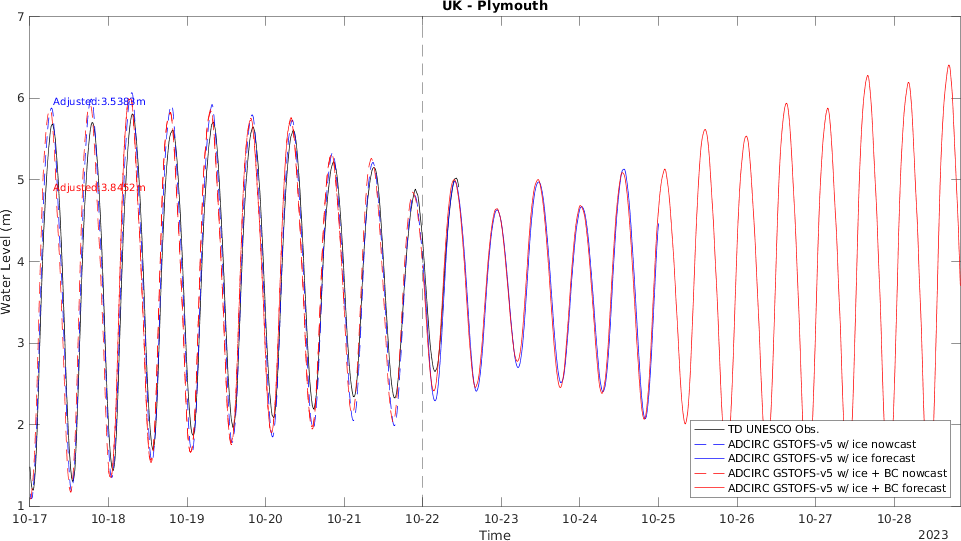 UK - Plymouth
7
6
5
4
3
2
1
Water Level (m)
Adjusted:3.5383m
Adjusted:3.8452m
TD UNESCO Obs.
ADCIRC GSTOFS-v5 w/ ice nowcast
ADCIRC GSTOFS-v5 w/ ice forecast
ADCIRC GSTOFS-v5 w/ ice + BC nowcast
ADCIRC GSTOFS-v5 w/ ice + BC forecast
10-17 10-18 10-19 10-20 10-21 10-22 10-23 10-24 10-25 10-26 10-27 10-28
Time
2023